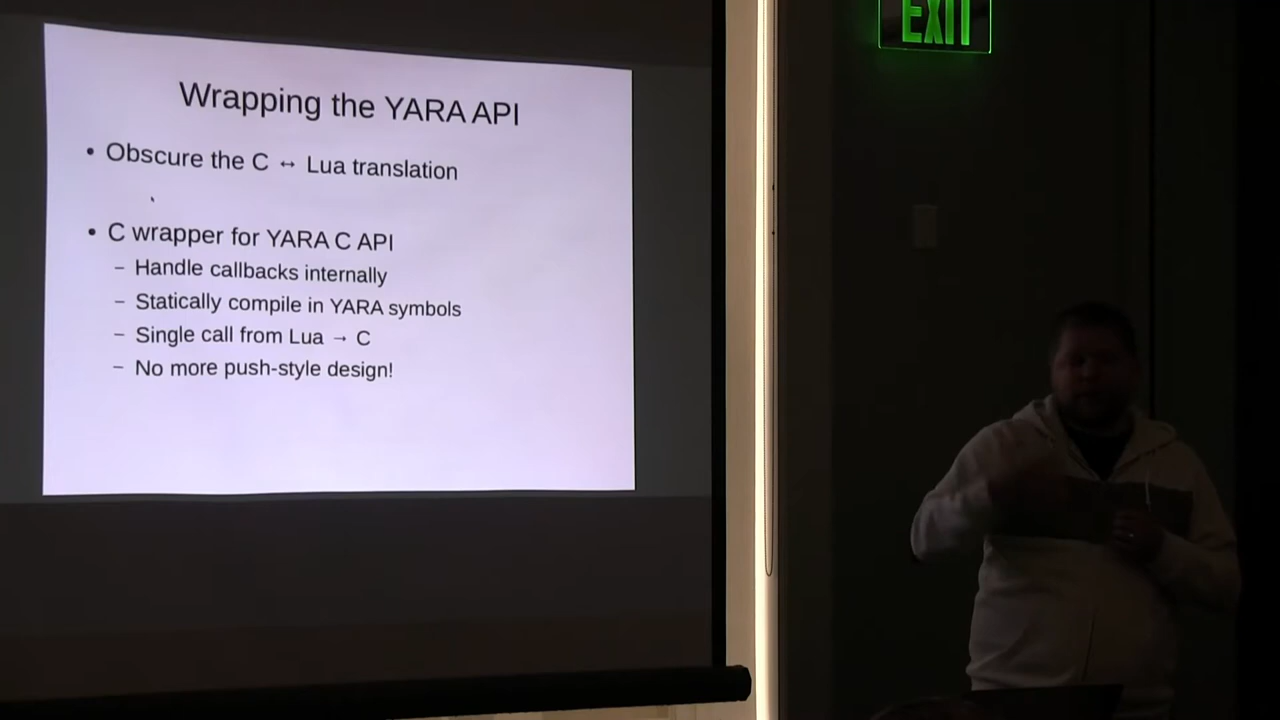 Wrapping the YARA API
• Obscure the C ↔ Lua translation
• C wrapper for YARA C API
– Handle callbacks internally
– Statically compile in YARA symbols
– Single call from Lua → C
– No more push-style design!
EXIT